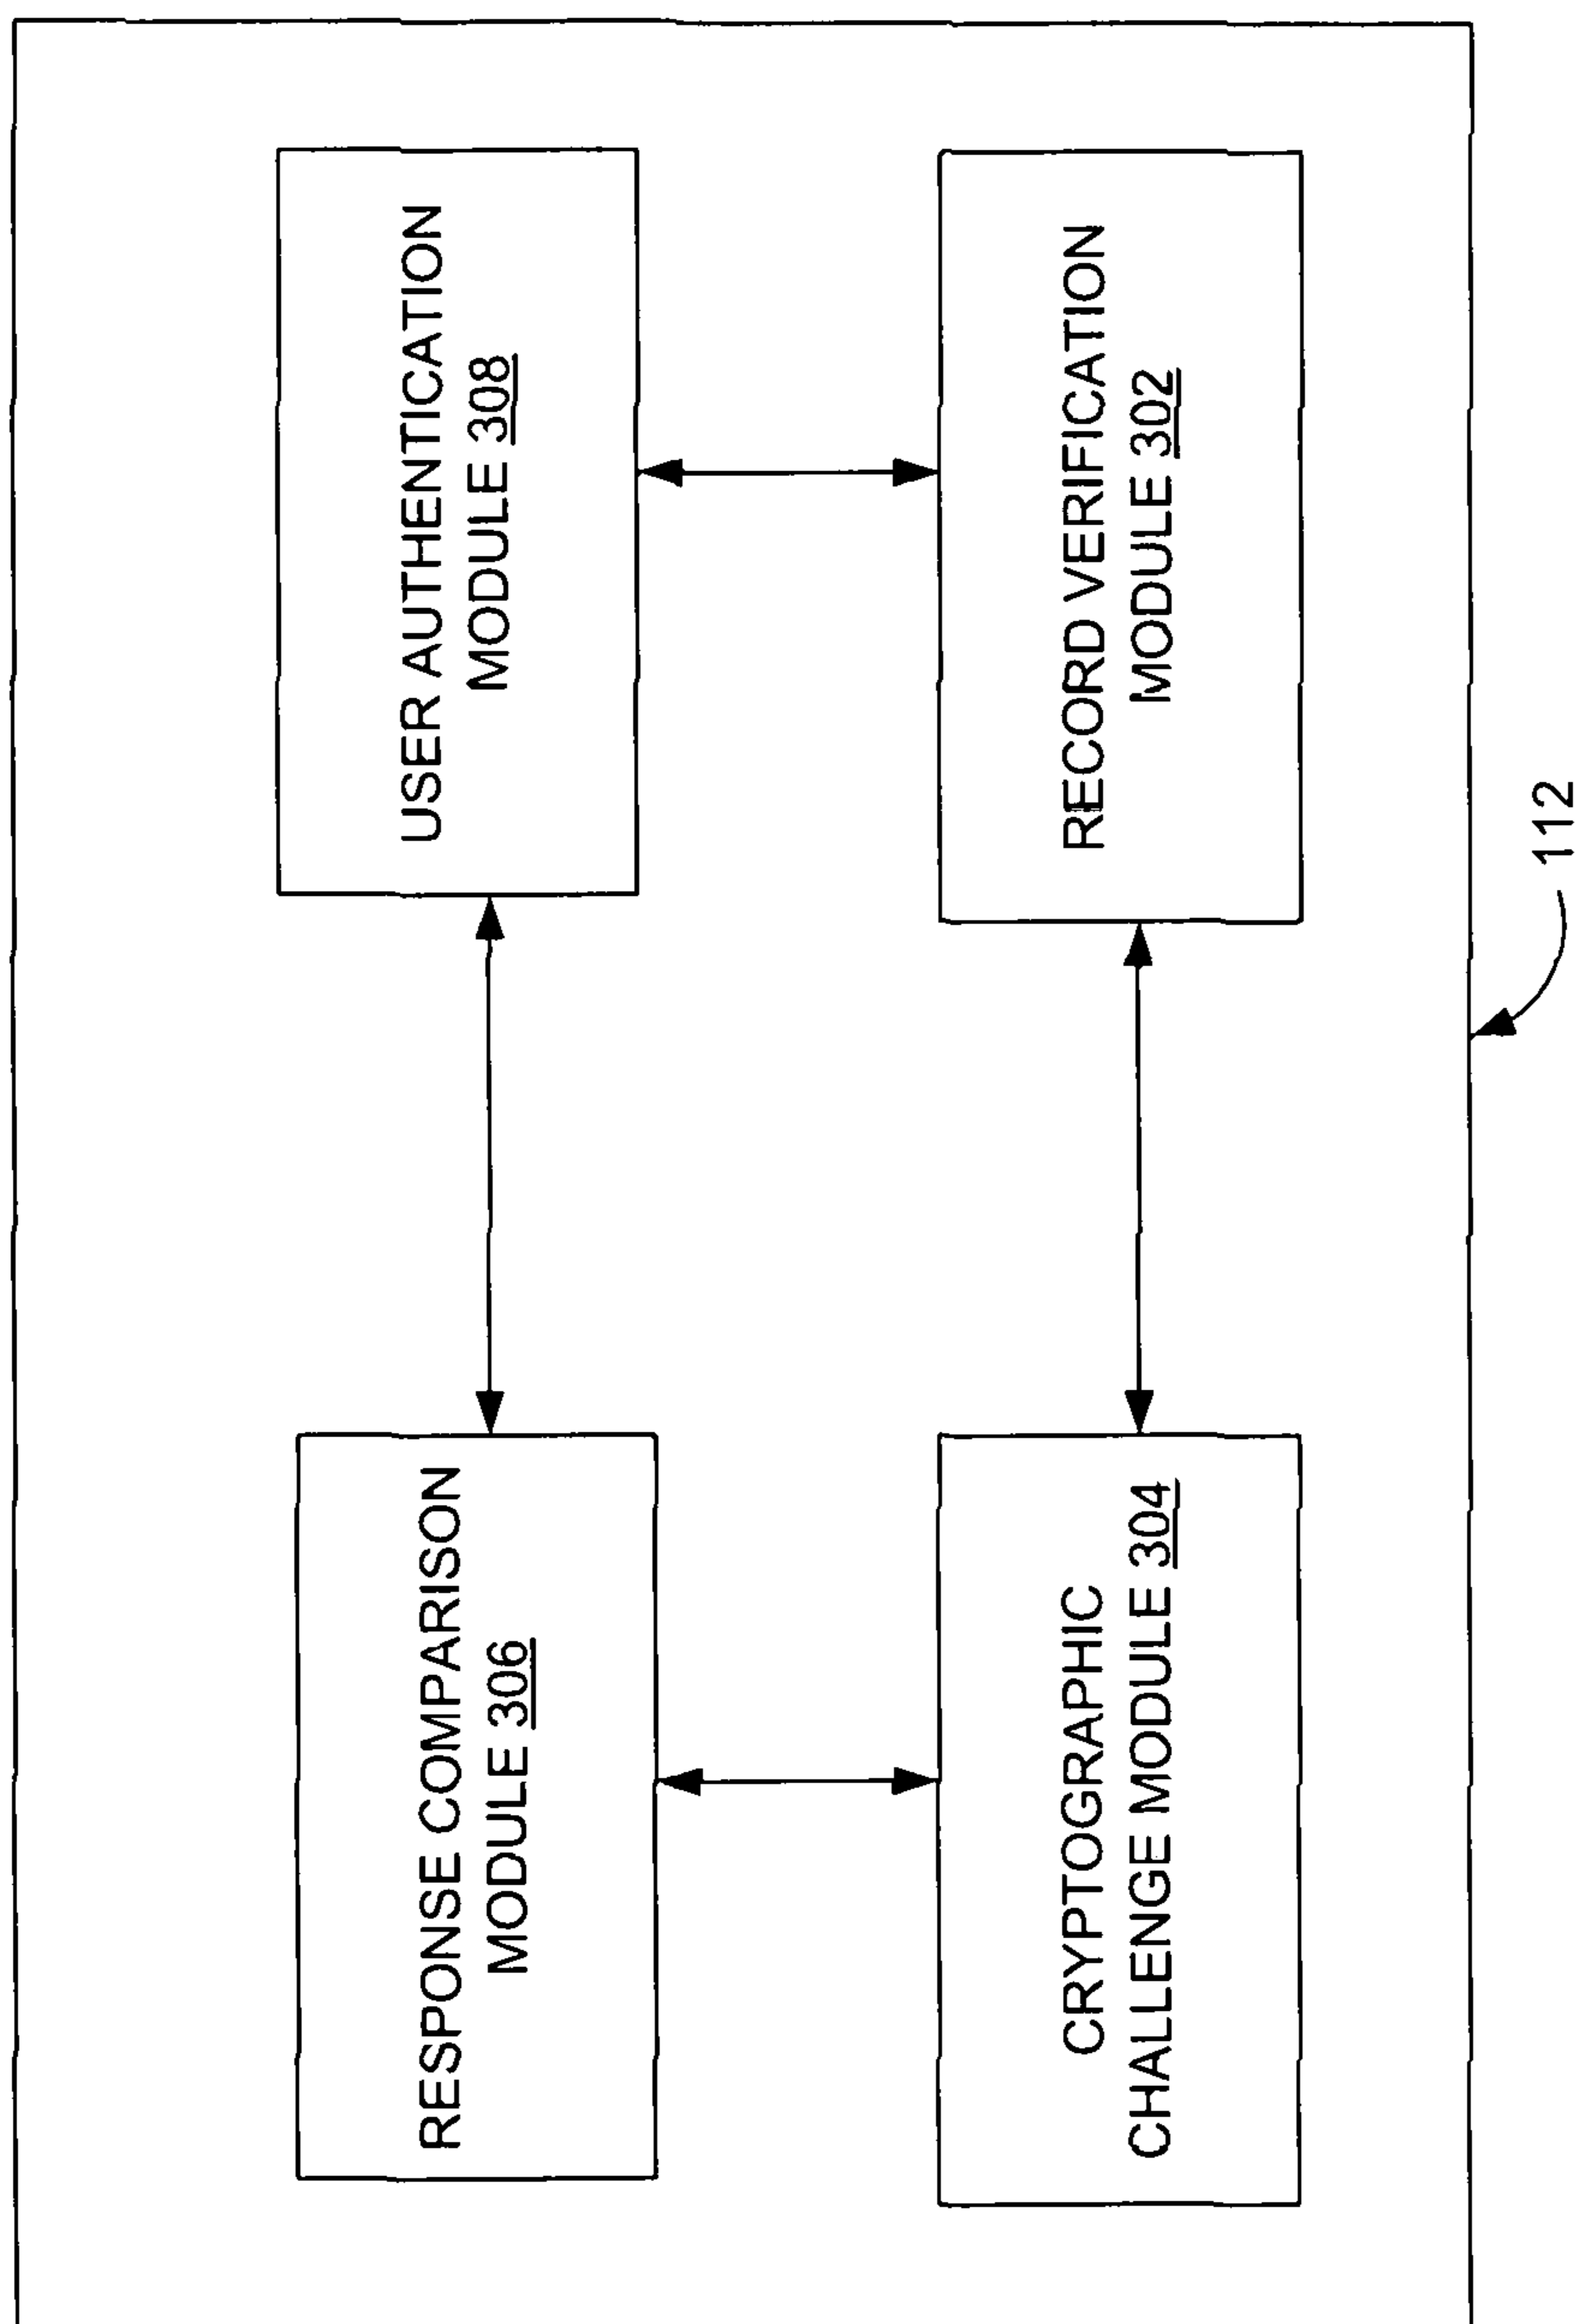 RESPONSE COMPARISON
MODULE 306
USER AUTHENTICATION
MODULE 308
CRYPTOGRAPHIC
CHALLENGE MODULE 304
RECORD VERIFICATION
MODULE 302
112